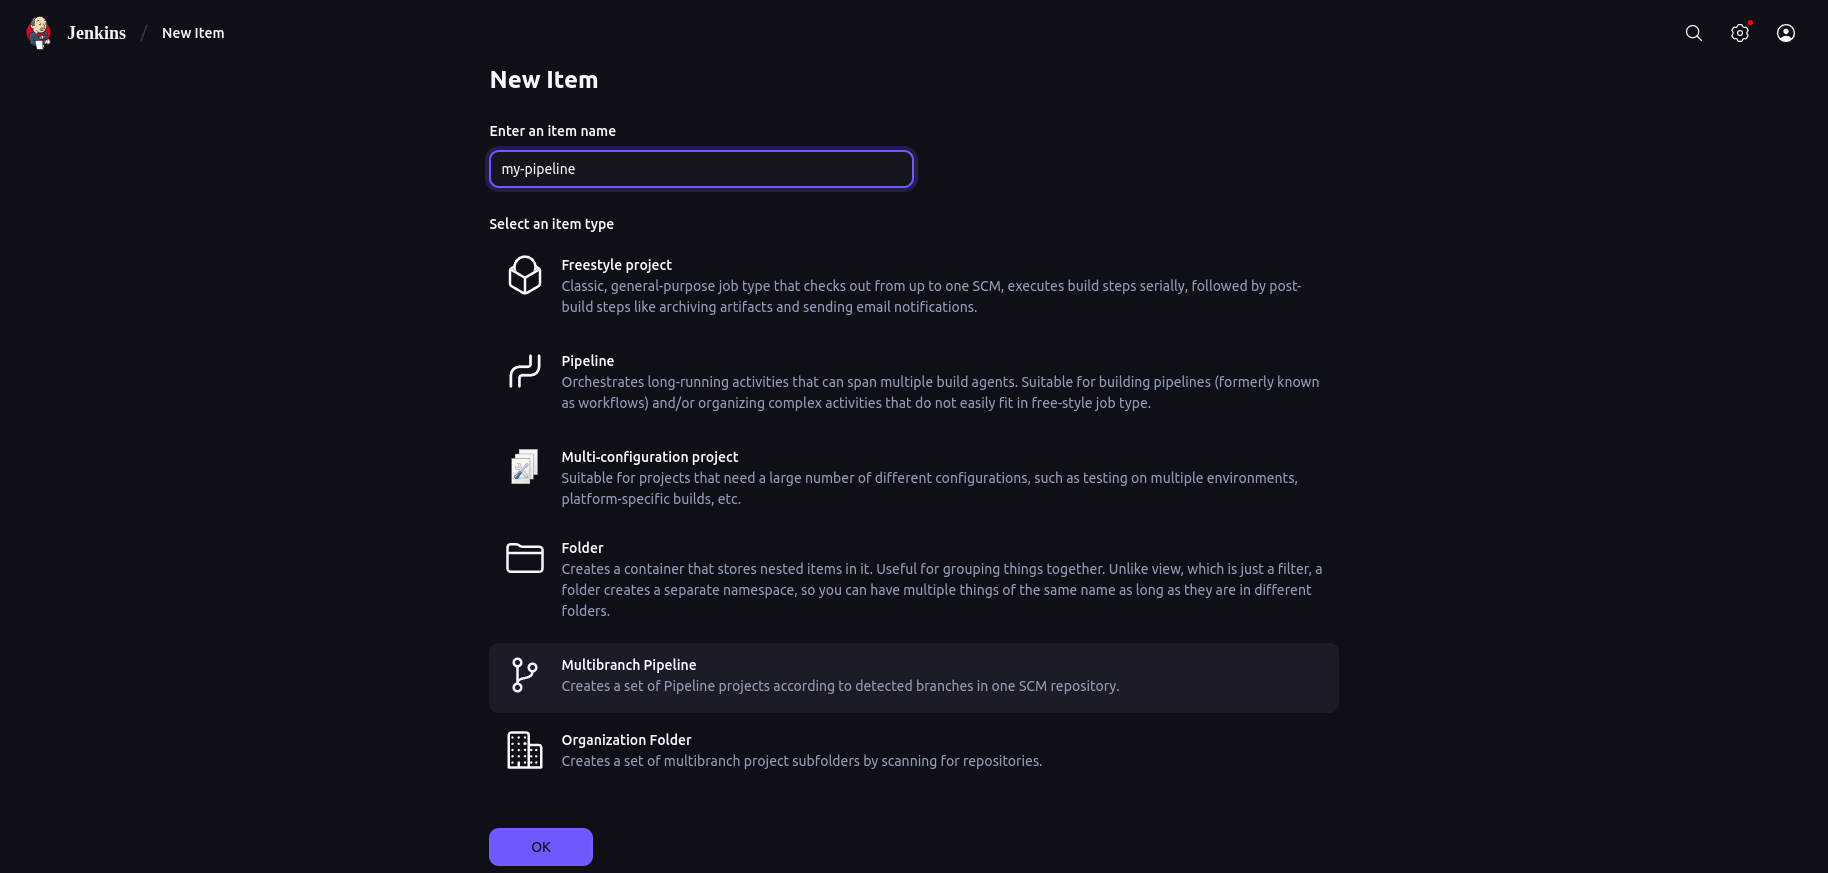 Jenkins / New Item
New Item
Enter an item name
my-pipeline
Select an item type
Freestyle project
Classic, general-purpose job type that checks out from up to one SCM, executes build steps serially, followed by post-
build steps like archiving artifacts and sending email notifications.
Pipeline
Orchestrates long-running activities that can span multiple build agents. Suitable for building pipelines (formerly known
as workflows) and/or organizing complex activities that do not easily fit in free-style job type.
Multi-configuration project
Suitable for projects that need a large number of different configurations, such as testing on multiple environments,
platform-specific builds, etc.
Folder
Creates a container that stores nested items in it. Useful for grouping things together. Unlike view, which is just a filter, a
folder creates a separate namespace, so you can have multiple things of the same name as long as they are in different
folders.
Multibranch Pipeline
Creates a set of Pipeline projects according to detected branches in one SCM repository.
Organization Folder
Creates a set of multibranch project subfolders by scanning for repositories.
OK